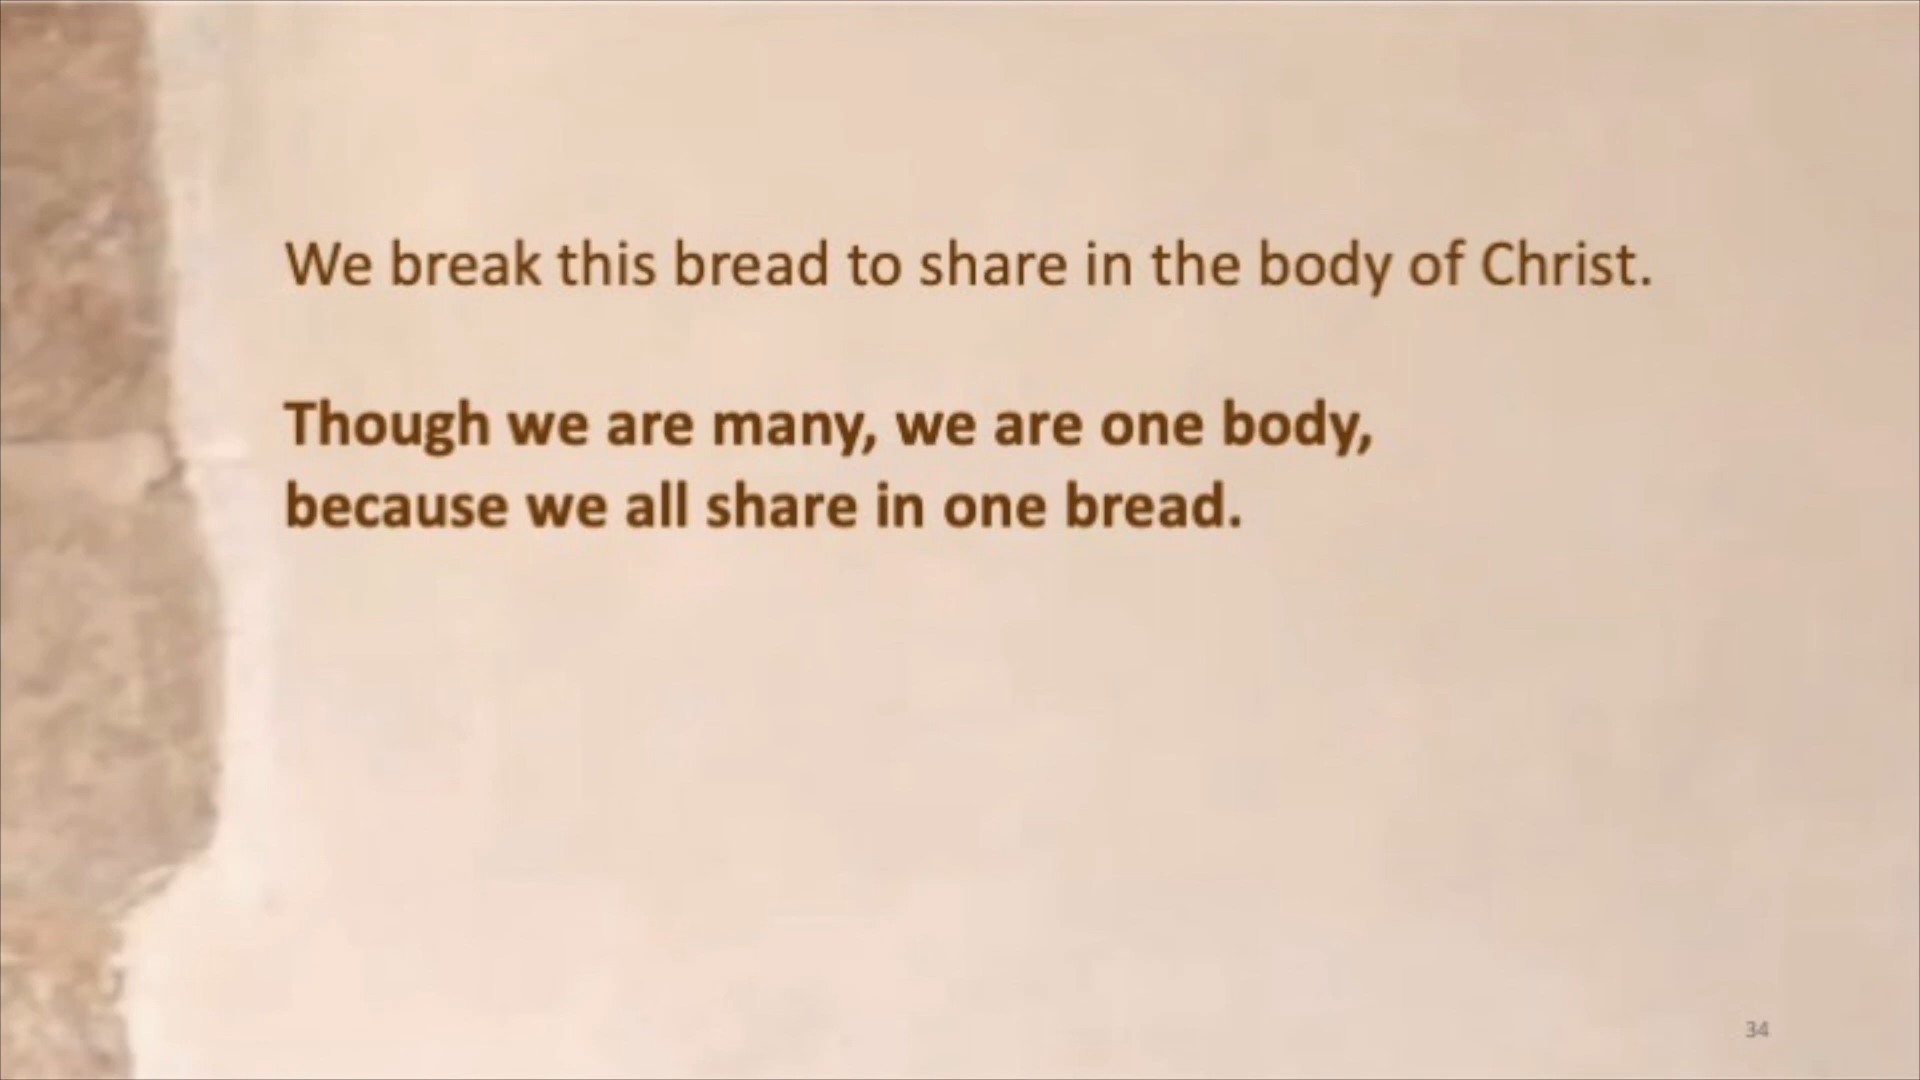 We break this bread to share in the body of Christ.
Though we are many, we are one body,
because we all share in one bread.
34